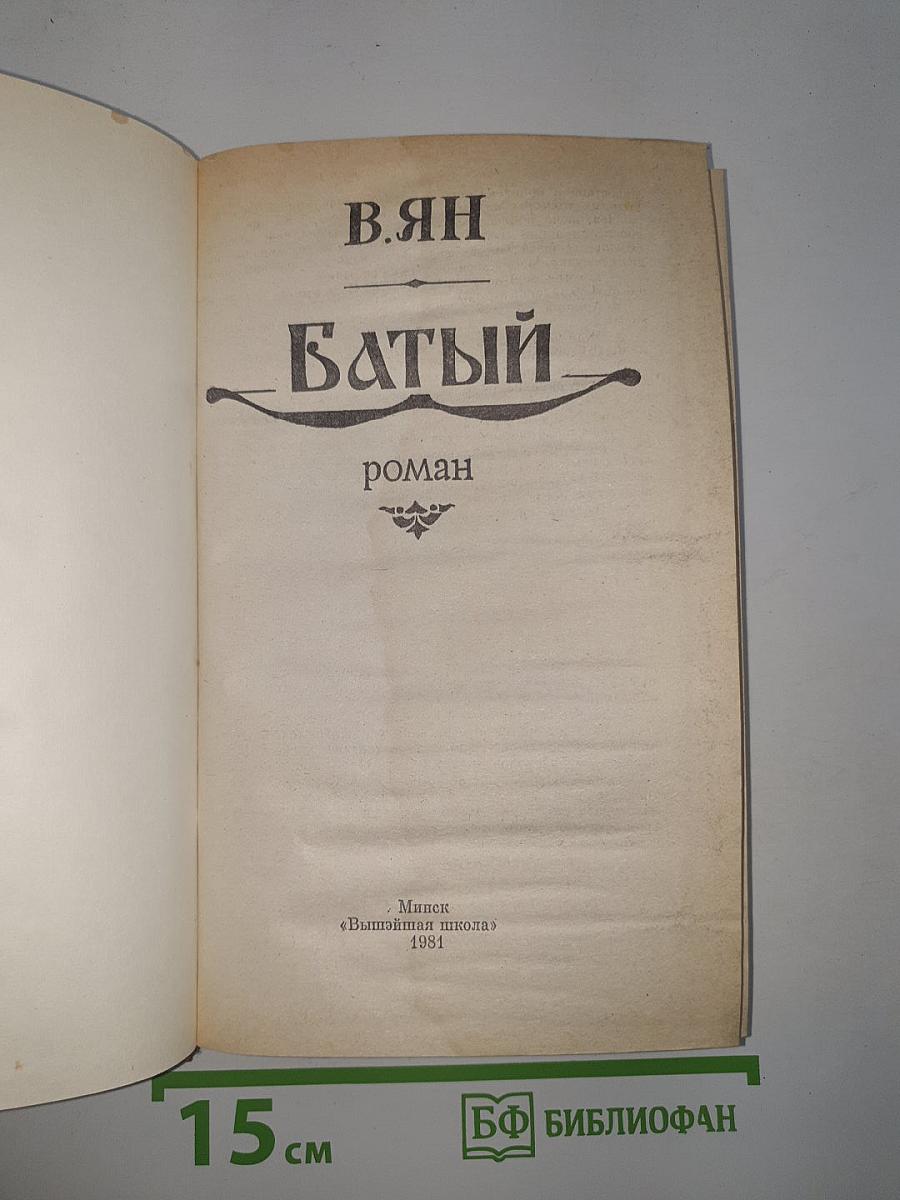 В. ЯН
БАТЫЙ
роман
Минск
«Вышэйшая школа»
1981
15 см
БФ БИБЛИОФАН